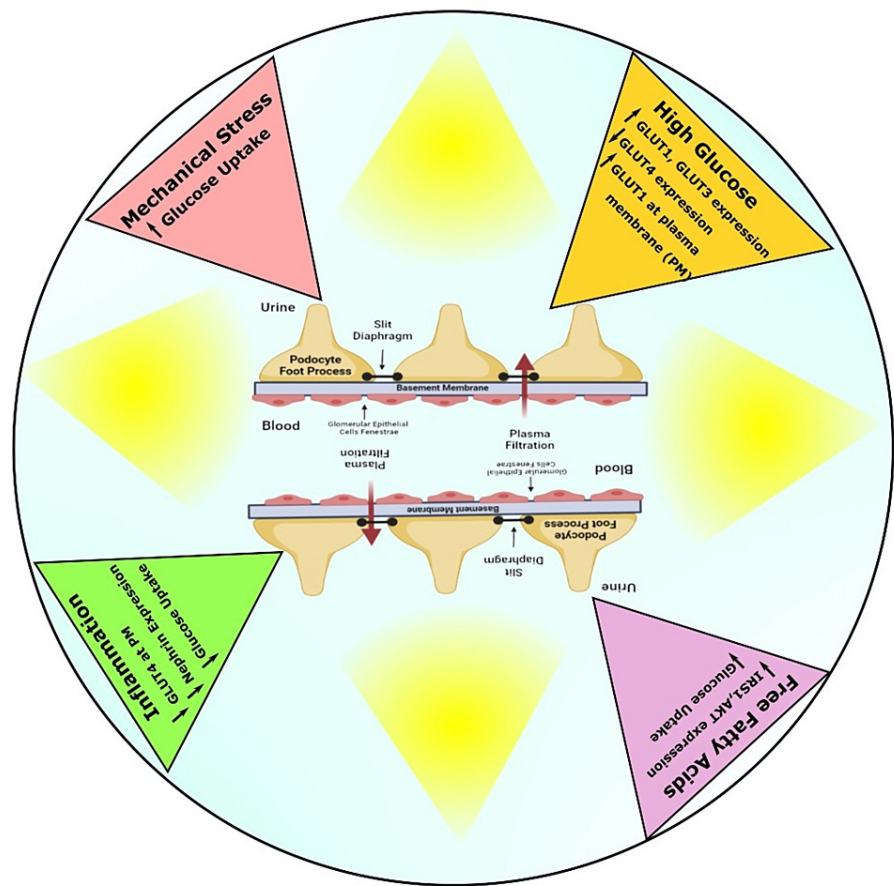 Mechanical Stress
Glucose Uptake
High Glucose
GLUT1, GLUT3 expression
GLUT4 expression
GLUT1 at plasma
membrane (PM)
Urine
Slit
Diaphragm
Podocyte
Foot Process
Basement Membrane
Blood
Glomerular Epithelial
Cells Fenestrae
Plasma
Filtration
Plasma
Filtration
Glomerular Epithelial
Cells Fenestrae
Blood
Basement Membrane
Podocyte
Foot Process
Slit
Diaphragm
Urine
Inflammation
GLUT4 at PM
Nephrin Expression
Glucose Uptake
Free Fatty Acids
IRS1,AKT expression
Glucose Uptake